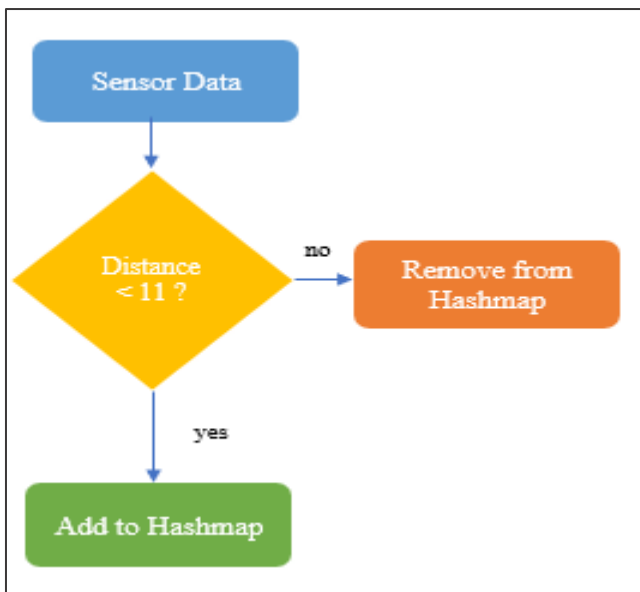 Sensor Data
Distance
< 11 ?
no
Remove from
Hashmap
yes
Add to Hashmap